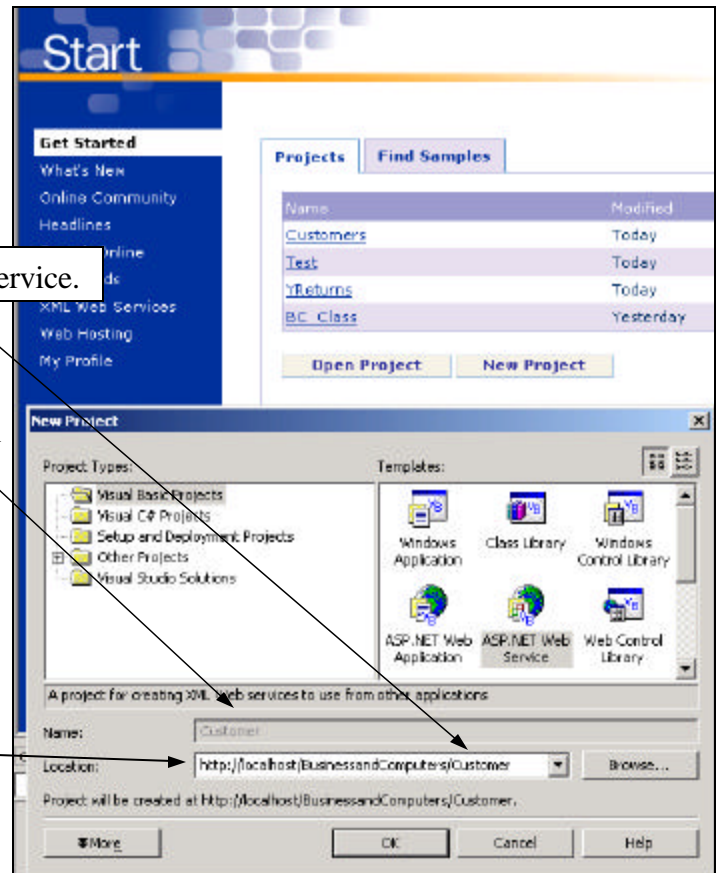 Start
Get Started
What's New
Online Community
Headlines
Online
ds
XML Web Services
Web Hosting
My Profile
ervice.
Projects
Find Samples
Name
Modified
Customers
Today
Test
Today
YReturns
Today
BC_Class
Yesterday
Open Project
New Project
New Project
Project Types:
Templates:
Visual Basic Projects
Visual C# Projects
Setup and Deployment Projects
Other Projects
Visual Studio Solutions
Windows Application
Class Library
Windows Control Library
ASP.NET Web Application
ASP.NET Web Service
Web Control Library
A project for creating XML Web services to use from other applications
Name:
Customer
Location:
http://localhost/BusinessandComputers/Customer
Browse...
Project will be created at http://localhost/BusinessandComputers/Customer.
More
OK
Cancel
Help